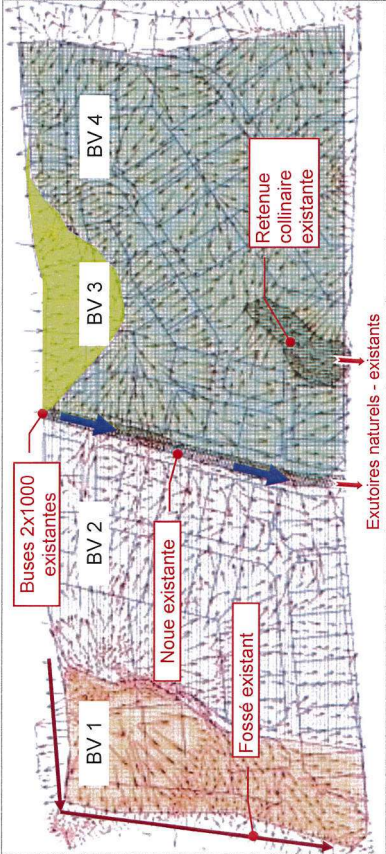 BV 4
Retenue
collinaire
existante
BV 3
Exutoires naturels - existants
Buses 2x1000
existantes
BV 2
Noue existante
BV 1
Fossé existant